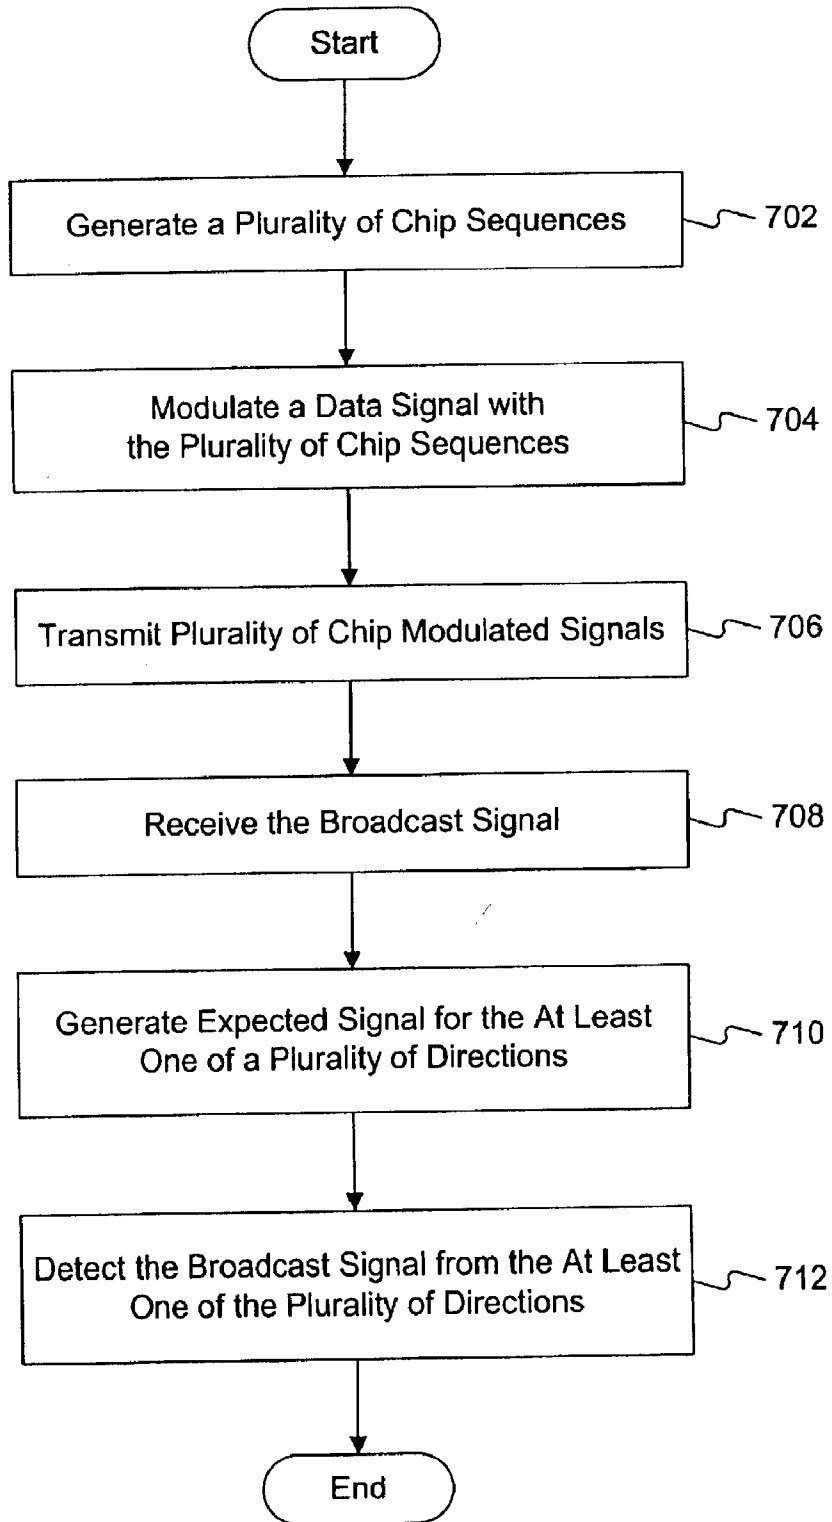 Start
Generate a Plurality of Chip Sequences
702
Modulate a Data Signal with
the Plurality of Chip Sequences
704
Transmit Plurality of Chip Modulated Signals
706
Receive the Broadcast Signal
708
Generate Expected Signal for the At Least
One of a Plurality of Directions
710
Detect the Broadcast Signal from the At Least
One of the Plurality of Directions
712
End